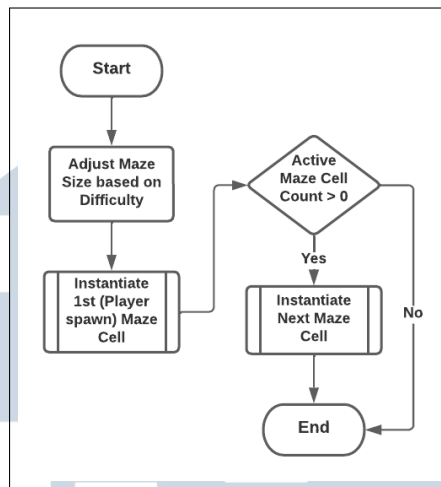 Start
Adjust Maze
Size based on
Difficulty
Instantiate
1st (Player
spawn) Maze
Cell
Active
Maze Cell
Count > 0
Yes
No
Instantiate
Next Maze
Cell
End